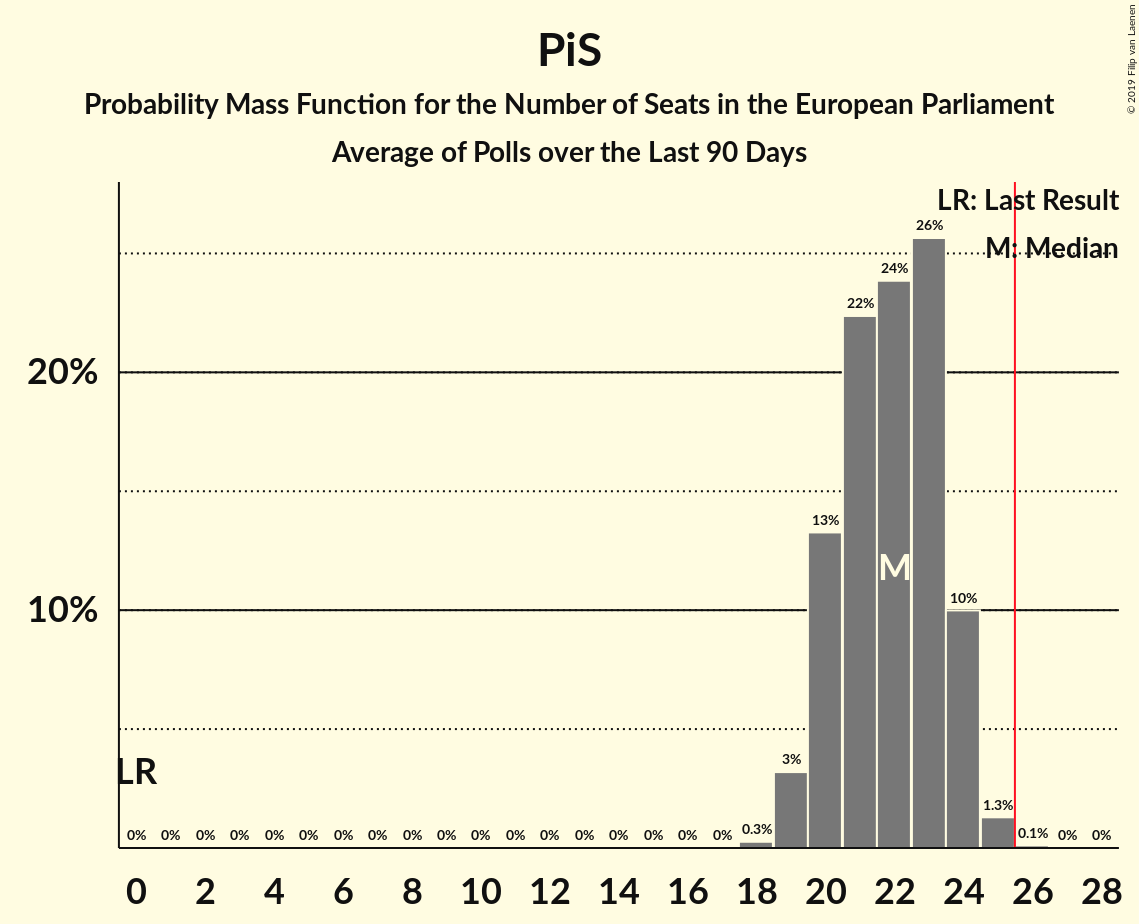 PiS
Probability Mass Function for the Number of Seats in the European Parliament
Average of Polls over the Last 90 Days
© 2019 Filip van Laenen
LR: Last Result
M: Median
26%
24%
22%
20%
13%
M
10%
10%
LR
3%
1.3%
0% 0% 0% 0% 0% 0% 0% 0% 0% 0% 0% 0% 0% 0% 0% 0% 0% 0% 0.3% 0.1% 0% 0%
0 2 4 6 8 10 12 14 16 18 20 22 24 26 28